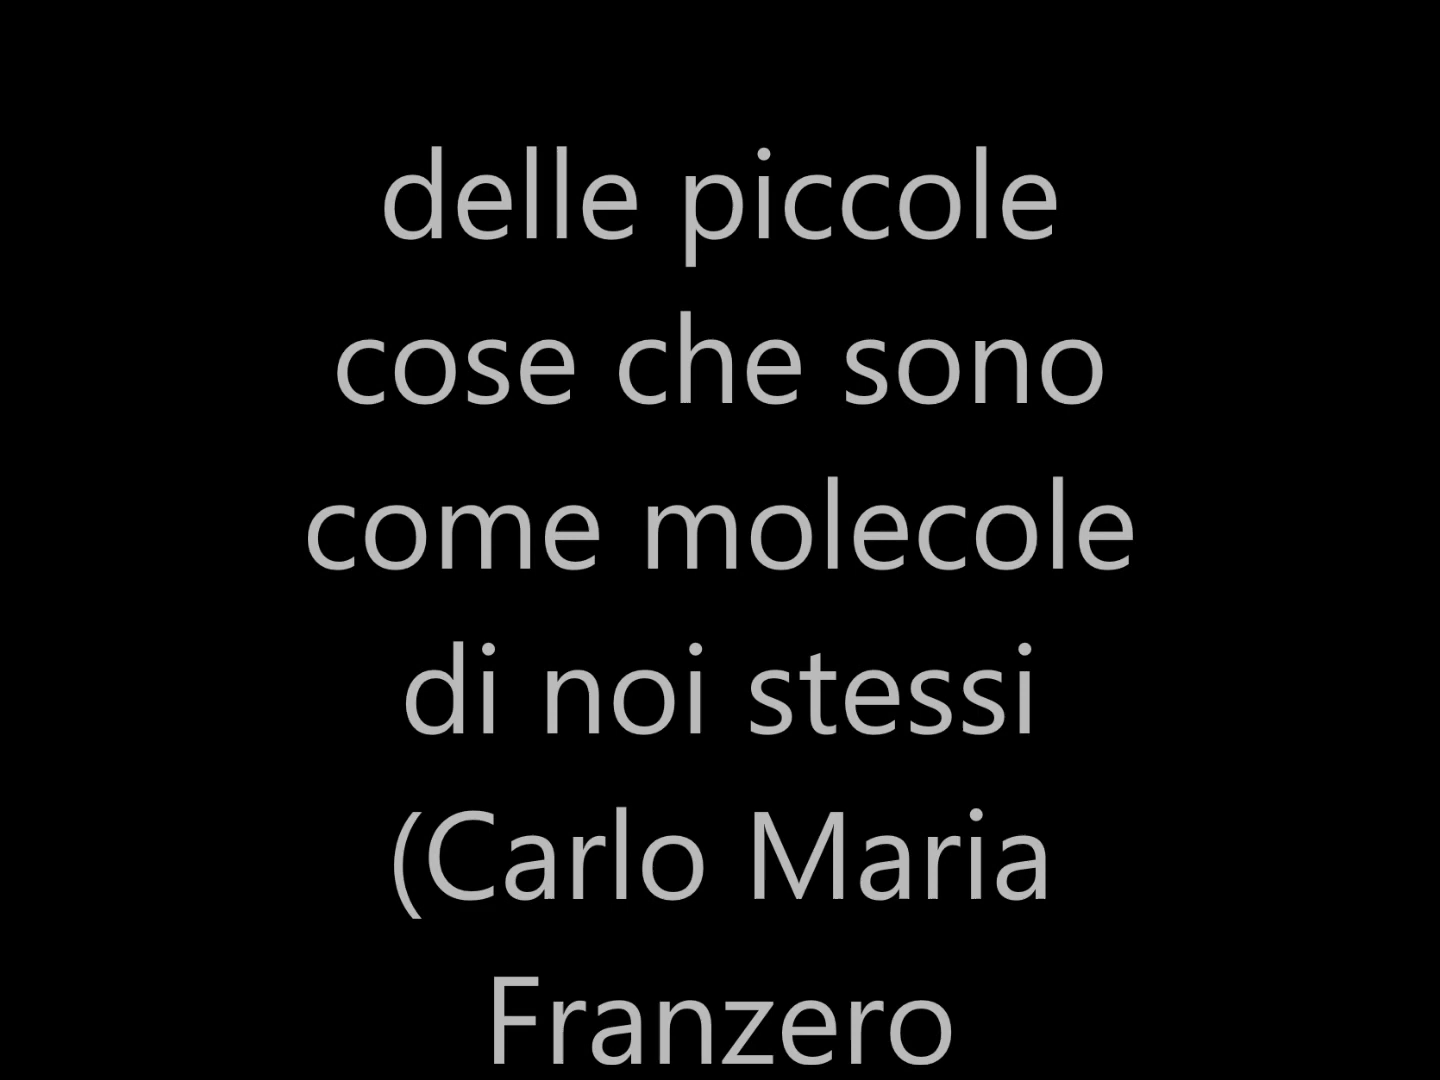 delle piccole
cose che sono
come molecole
di noi stessi
(Carlo Maria
Franzero